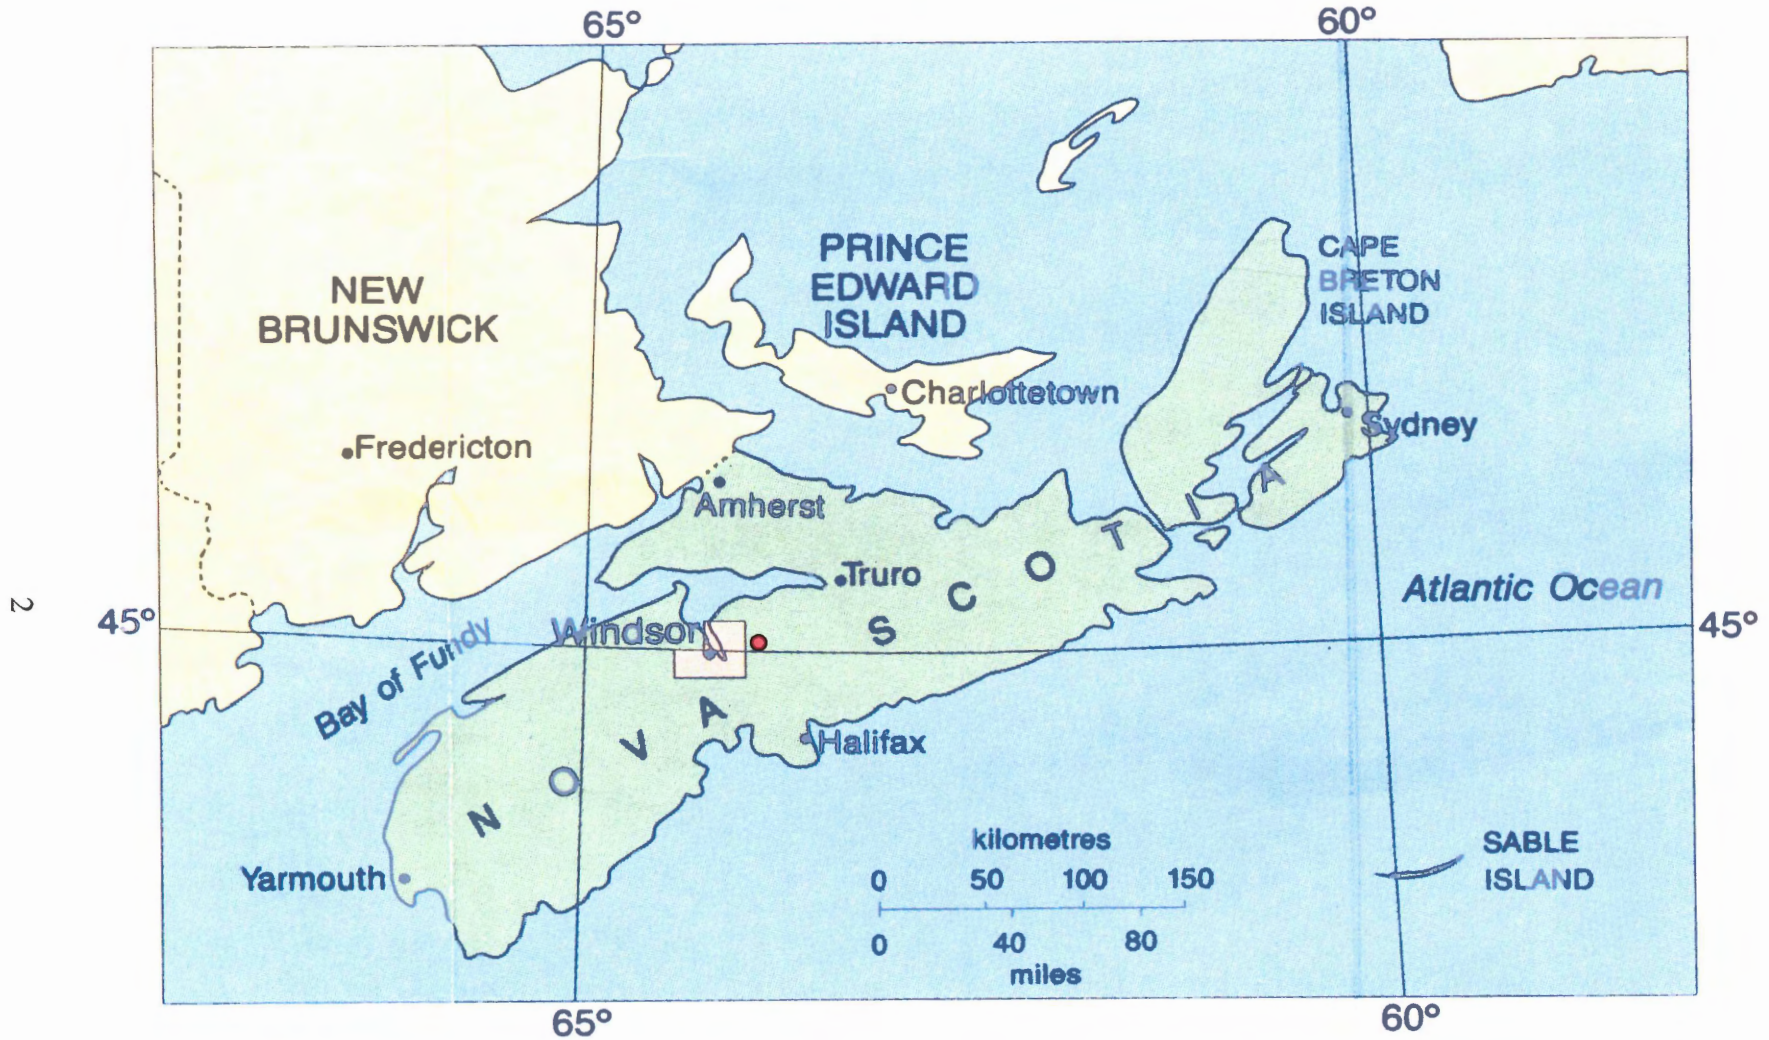 65°
60°
NEW
BRUNSWICK
PRINCE
EDWARD
ISLAND
CAPE
BRETON
ISLAND
Charlottetown
Sydney
Fredericton
Amherst
Truro
Windsor
Atlantic Ocean
45°
45°
Bay of Fundy
NOVA SCOTIA
Halifax
Yarmouth
kilometres
0 50 100 150
0 40 80
miles
SABLE
ISLAND
65°
60°
2